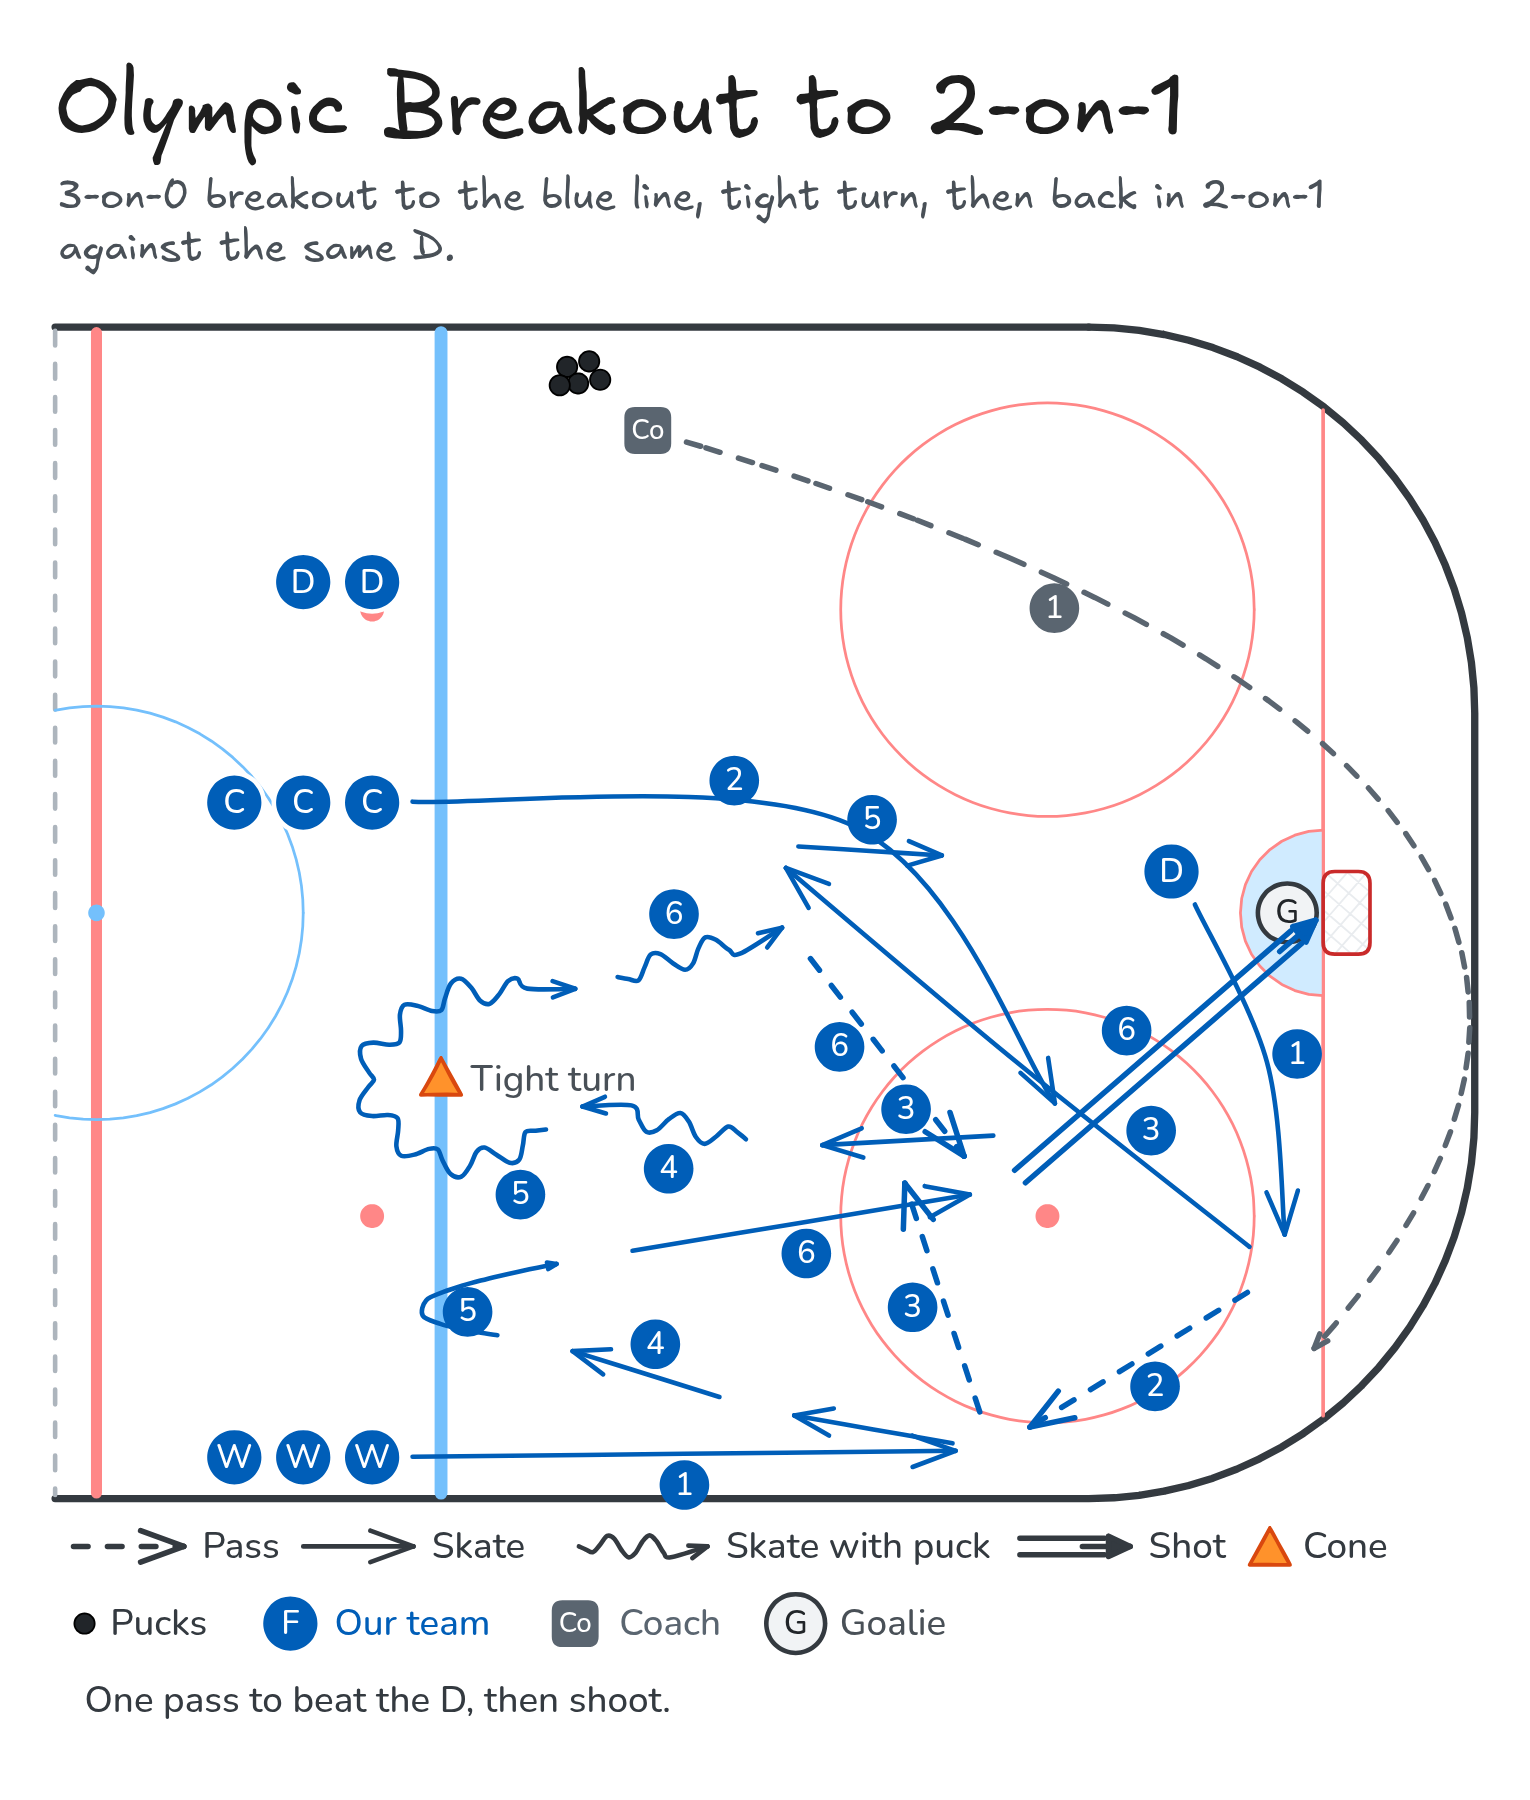 Olympic Breakout to 2-on-1
3-on-0 breakout to the blue line, tight turn, then back in 2-on-1
against the same D.
Co
1
D D
2
C C C
5
D
6
G
6
6
1
Tight turn
3
3
4
5
6
3
5
4
2
W W W
1
Pass Skate Skate with puck Shot Cone
Pucks F Our team Co Coach G Goalie
One pass to beat the D, then shoot.